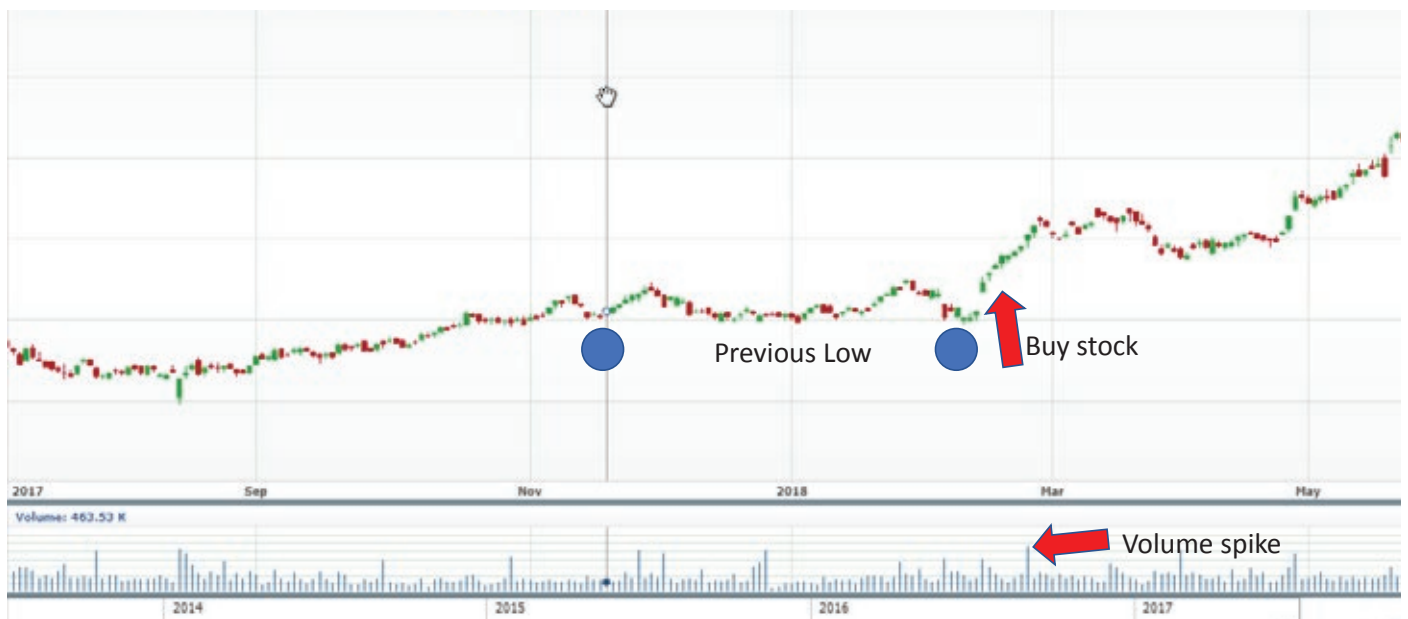 Previous Low
Buy stock
2017 Sep Nov 2018 Mar May
Volume: 463.53 K
Volume spike
2014 2015 2016 2017